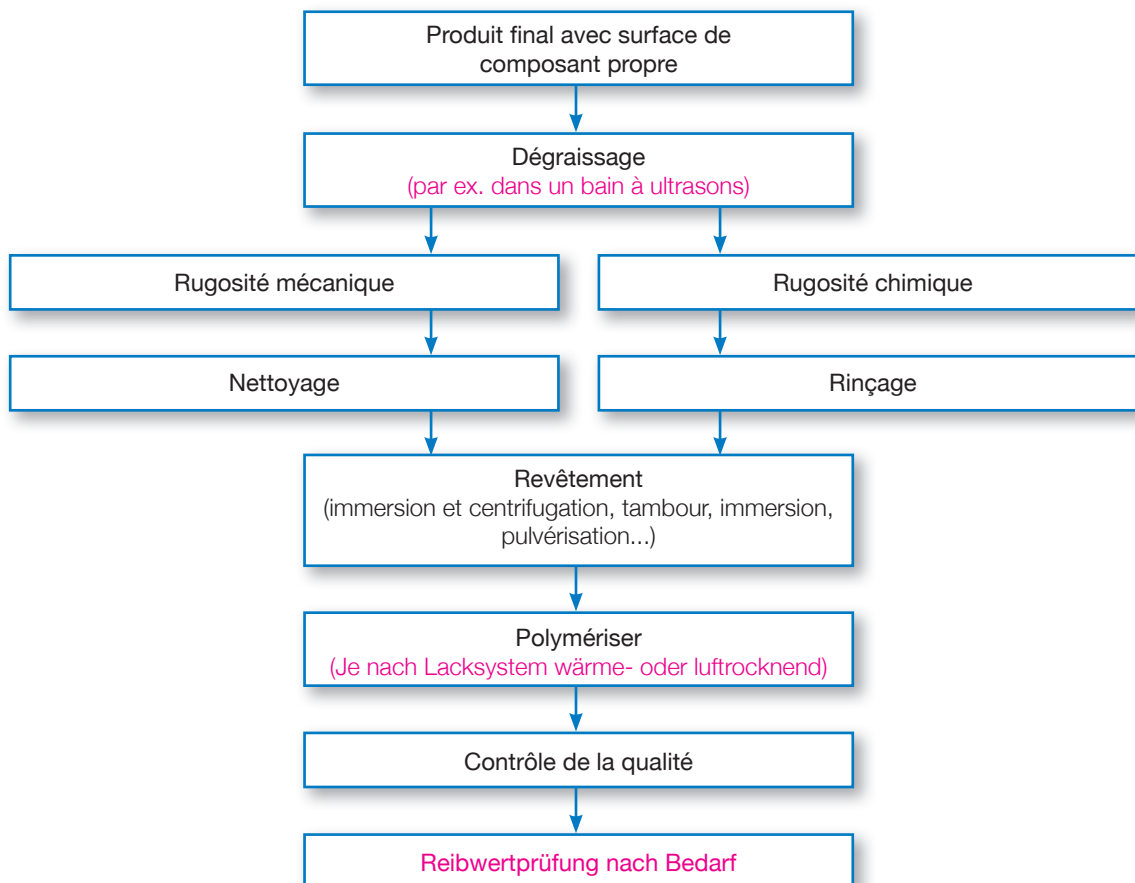 Produit final avec surface de
composant propre
Dégraissage
(par ex. dans un bain à ultrasons)
Rugosité mécanique
Rugosité chimique
Nettoyage
Rinçage
Revêtement
(immersion et centrifugation, tambour, immersion,
pulvérisation...)
Polymériser
(Je nach Lacksystem wärme- oder luftrocknend)
Contrôle de la qualité
Reibwertprüfung nach Bedarf